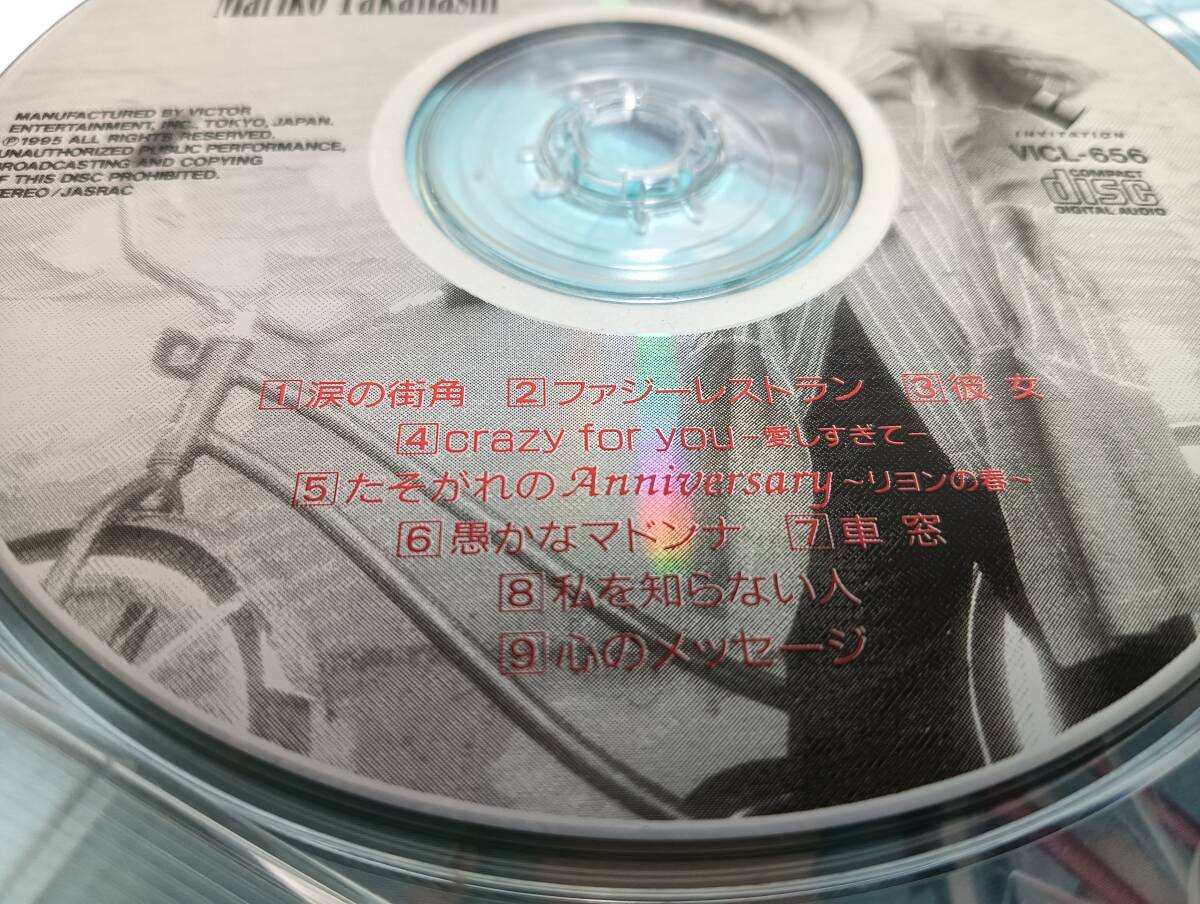 Mariko Takahashi
MANUFACTURED BY VICTOR
ENTERTAINMENT, INC., TOKYO, JAPAN.
Ⓟ1995 ALL RIGHTS RESERVED.
UNAUTHORIZED PUBLIC PERFORMANCE,
BROADCASTING AND COPYING
OF THIS DISC PROHIBITED.
STEREO/JASRAC
INVITATION
VICL-656
COMPACT
disc
DIGITAL AUDIO
1 涙の街角 2 ファジーレストラン 3 彼女
4 crazy for you -愛しすぎて-
5 たそがれのAnniversary ~リヨンの春~
6 愚かなマドンナ 7 車窓
8 私を知らない人
9 心のメッセージ